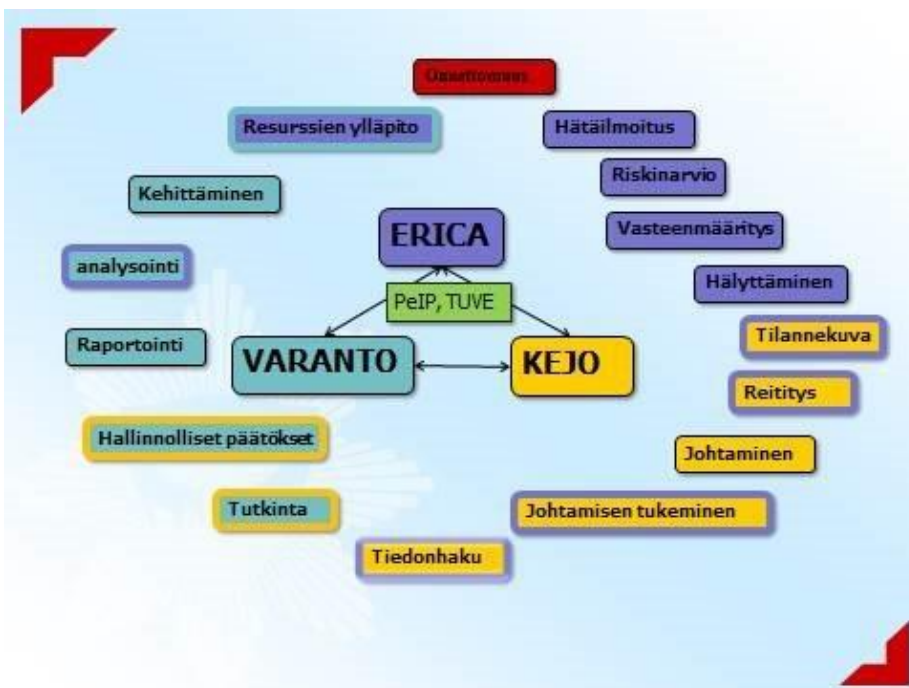 Onnettomuus
Resurssien ylläpito
Hätäilmoitus
Riskinarvio
Kehittäminen
Vasteenmääritys
ERICA
analysointi
Hälyttäminen
PeIP, TUVE
Tilannekuva
Raportointi
VARANTO
KEJO
Reititys
Hallinnolliset päätökset
Johtaminen
Tutkinta
Johtamisen tukeminen
Tiedonhaku